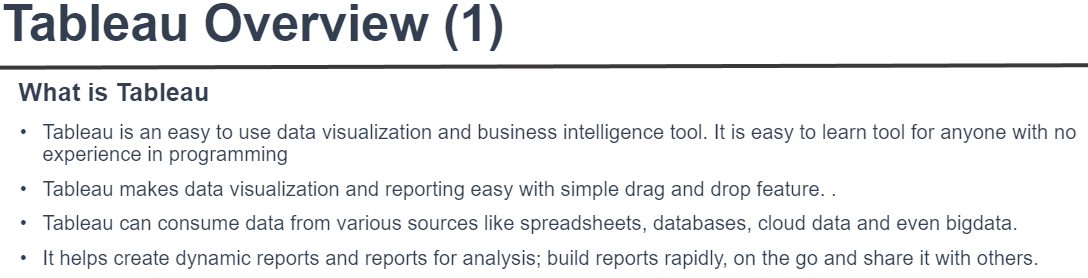 Tableau Overview (1)
What is Tableau
• Tableau is an easy to use data visualization and business intelligence tool. It is easy to learn tool for anyone with no
experience in programming
• Tableau makes data visualization and reporting easy with simple drag and drop feature. .
• Tableau can consume data from various sources like spreadsheets, databases, cloud data and even bigdata.
• It helps create dynamic reports and reports for analysis; build reports rapidly, on the go and share it with others.